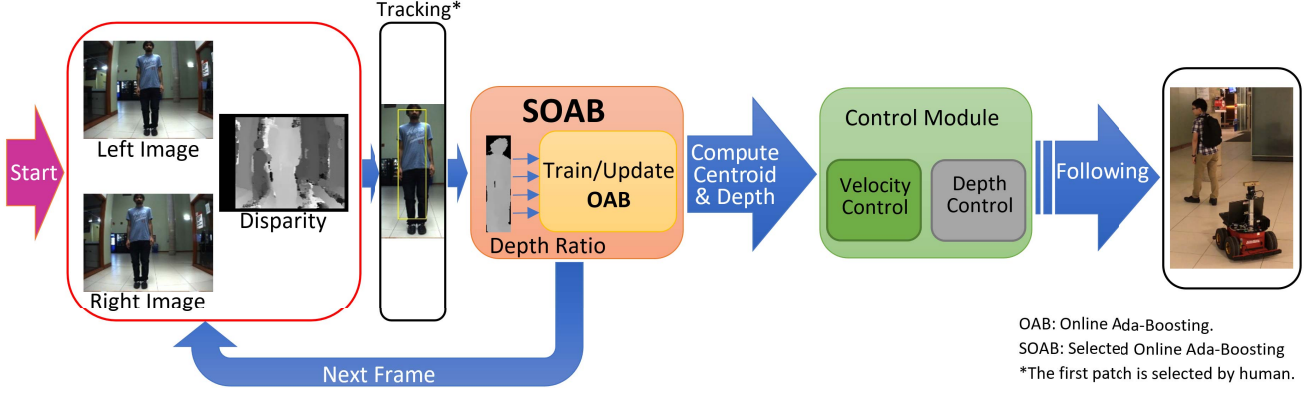 Tracking*
Start
Left Image
Right Image
Disparity
SOAB
Train/Update
OAB
Depth Ratio
Compute
Centroid
& Depth
Control Module
Velocity
Control
Depth
Control
Following
Next Frame
OAB: Online Ada-Boosting.
SOAB: Selected Online Ada-Boosting
*The first patch is selected by human.